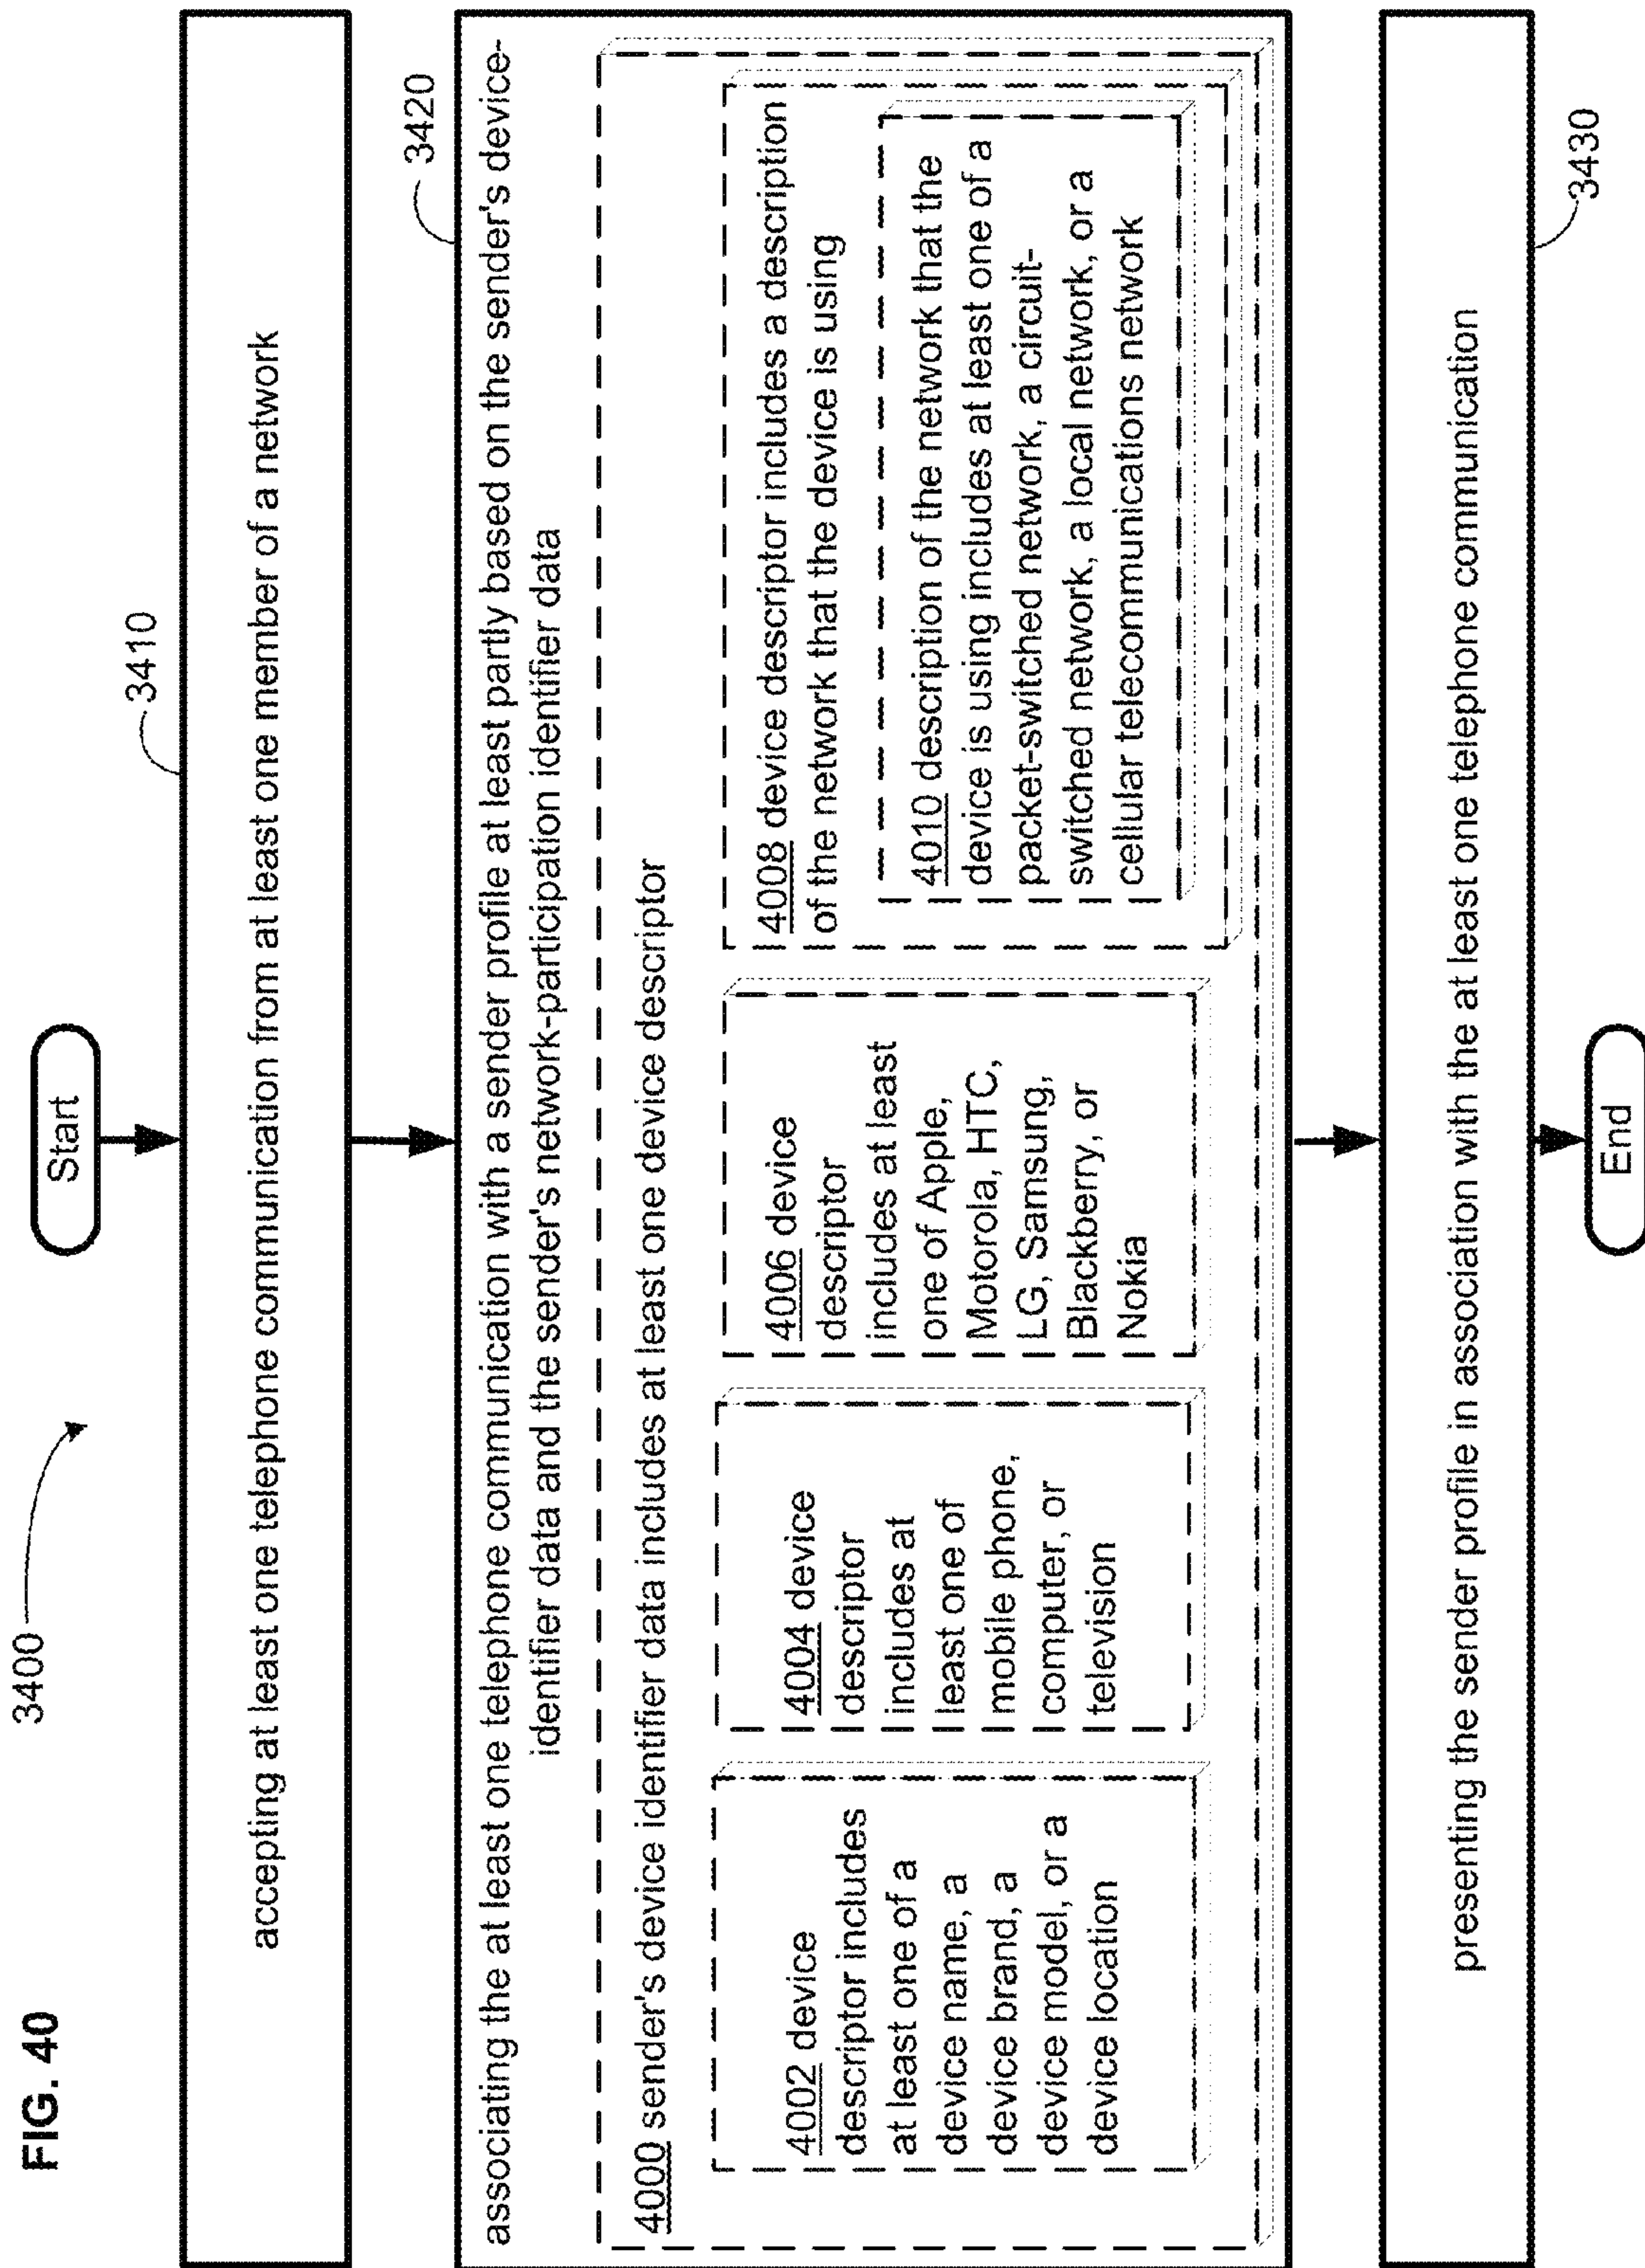 FIG. 40
3400
Start
3410
accepting at least one telephone communication from at least one member of a network
3420
associating the at least one telephone communication with a sender profile at least partly based on the sender's device-
identifier data and the sender's network-participation identifier data
4000 sender's device identifier data includes at least one device descriptor
4002 device
descriptor includes
at least one of a
device name, a
device brand, a
device model, or a
device location
4004 device
descriptor
includes at
least one of
mobile phone,
computer, or
television
4006 device
descriptor
includes at least
one of Apple,
Motorola, HTC,
LG, Samsung,
Blackberry, or
Nokia
4008 device descriptor includes a description
of the network that the device is using
4010 description of the network that the
device is using includes at least one of a
packet-switched network, a circuit-
switched network, a local network, or a
cellular telecommunications network
presenting the sender profile in association with the at least one telephone communication
3430
End